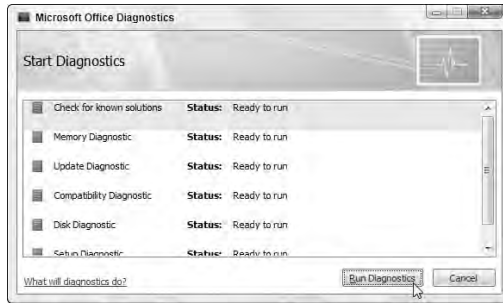 Microsoft Office Diagnostics
Start Diagnostics
Check for known solutions Status: Ready to run
Memory Diagnostic Status: Ready to run
Update Diagnostic Status: Ready to run
Compatibility Diagnostic Status: Ready to run
Disk Diagnostic Status: Ready to run
Setup Diagnostic Status: Ready to run
What will diagnostics do? Run Diagnostics Cancel